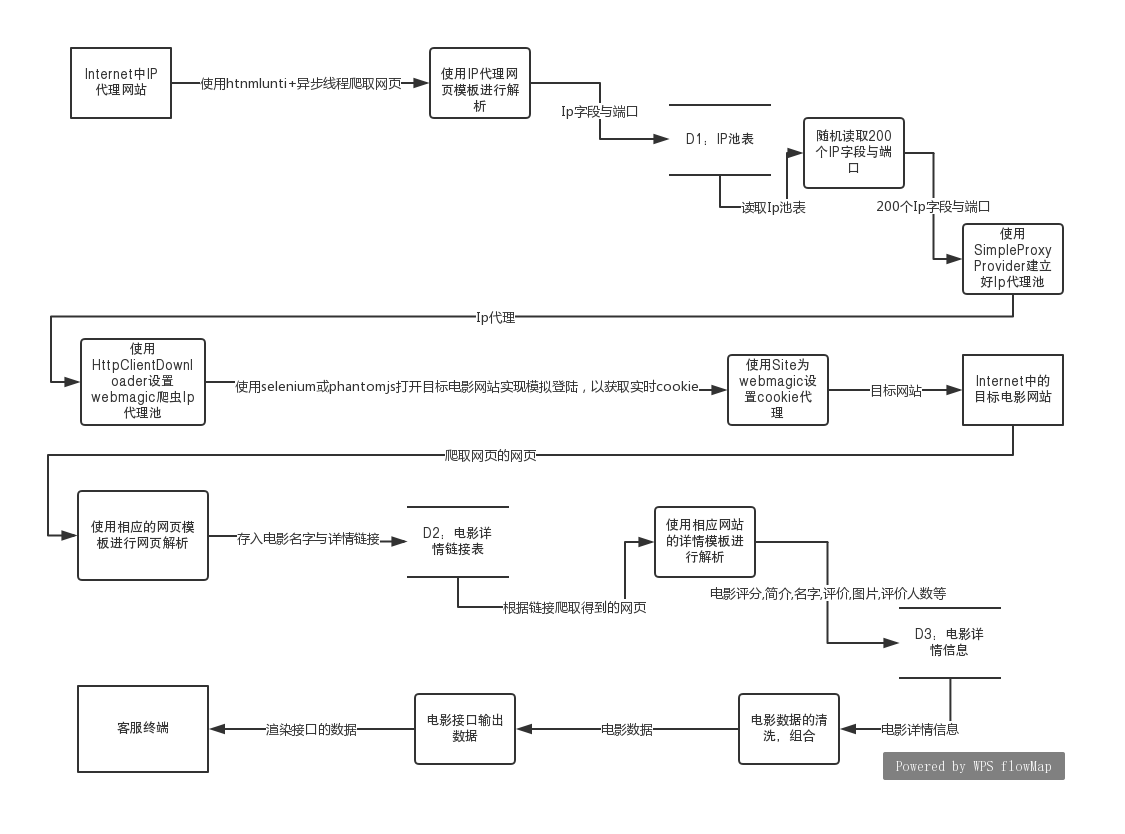 Internet中IP
代理网站
使用htnmlunti+异步线程爬取网页
使用IP代理网
页模板进行解
析
Ip字段与端口
D1：IP池表
读取Ip池表
随机读取200
个IP字段与端
口
200个Ip字段与端口
使用
SimpleProxy
Provider建立
好Ip代理池
Ip代理
使用
HttpClientDownl
oader设置
webmagic爬虫Ip
代理池
使用selenium或phantomjs打开目标电影网站实现模拟登陆，以获取实时cookie
使用Site为
webmagic设
置cookie代
理
目标网站
Internet中的
目标电影网站
爬取网页的网页
使用相应的网页模
板进行网页解析
存入电影名字与详情链接
D2：电影详
情链接表
根据链接爬取得到的网页
使用相应网站
的详情模板进
行解析
电影评分,简介,名字,评价,图片,评价人数等
D3：电影详
情信息
电影详情信息
电影数据的清
洗，组合
电影数据
电影接口输出
数据
渲染接口的数据
客服终端
Powered by WPS flowMap